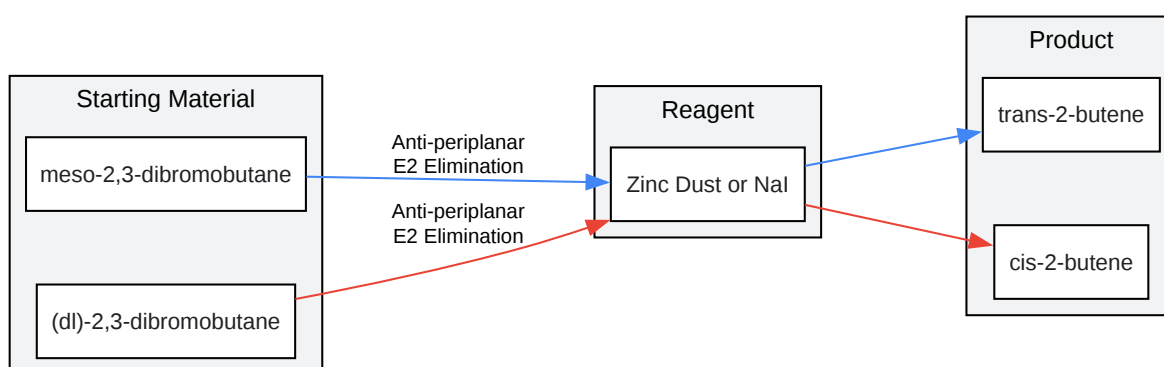 Starting Material
meso-2,3-dibromobutane
(dl)-2,3-dibromobutane
Anti-periplanar
E2 Elimination
Anti-periplanar
E2 Elimination
Reagent
Zinc Dust or NaI
Product
trans-2-butene
cis-2-butene